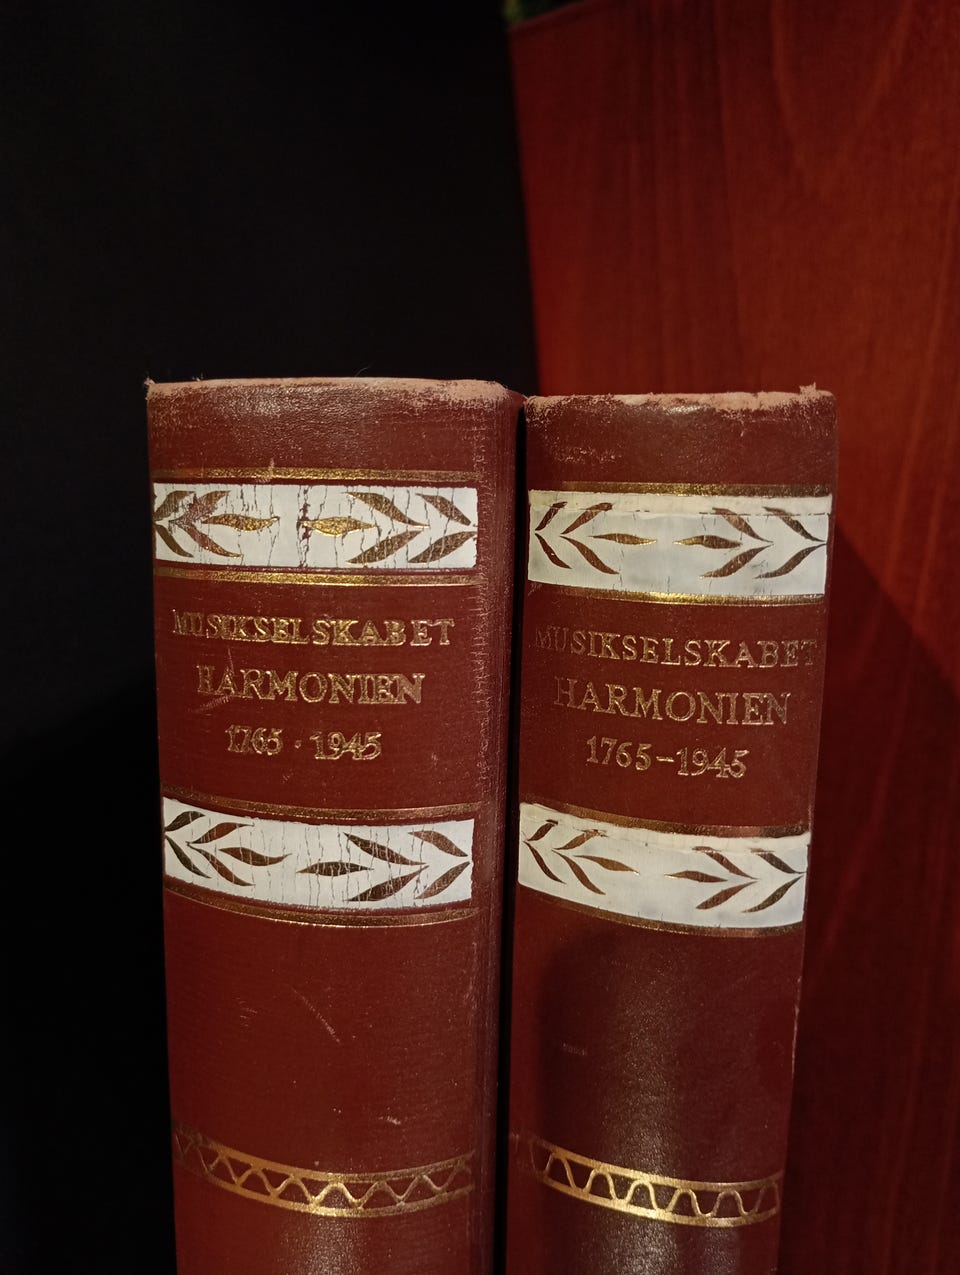 MUSIKSELSKABET
HARMONIEN
1765 · 1945
MUSIKSELSKABET
HARMONIEN
1765-1945